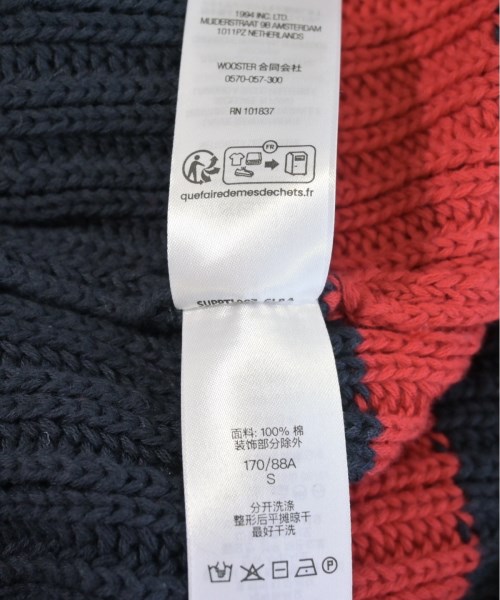 1994 INC. LTD.
MUIDERSTRAAT 9B AMSTERDAM
1011PZ NETHERLANDS
WOOSTER 合同会社
0570-057-300
RN 101837
FR
quefairedemesdechets.fr
面料: 100% 棉
装饰部分除外
170/88A
S
分开洗涤
整形后平摊晾干
最好干洗
P